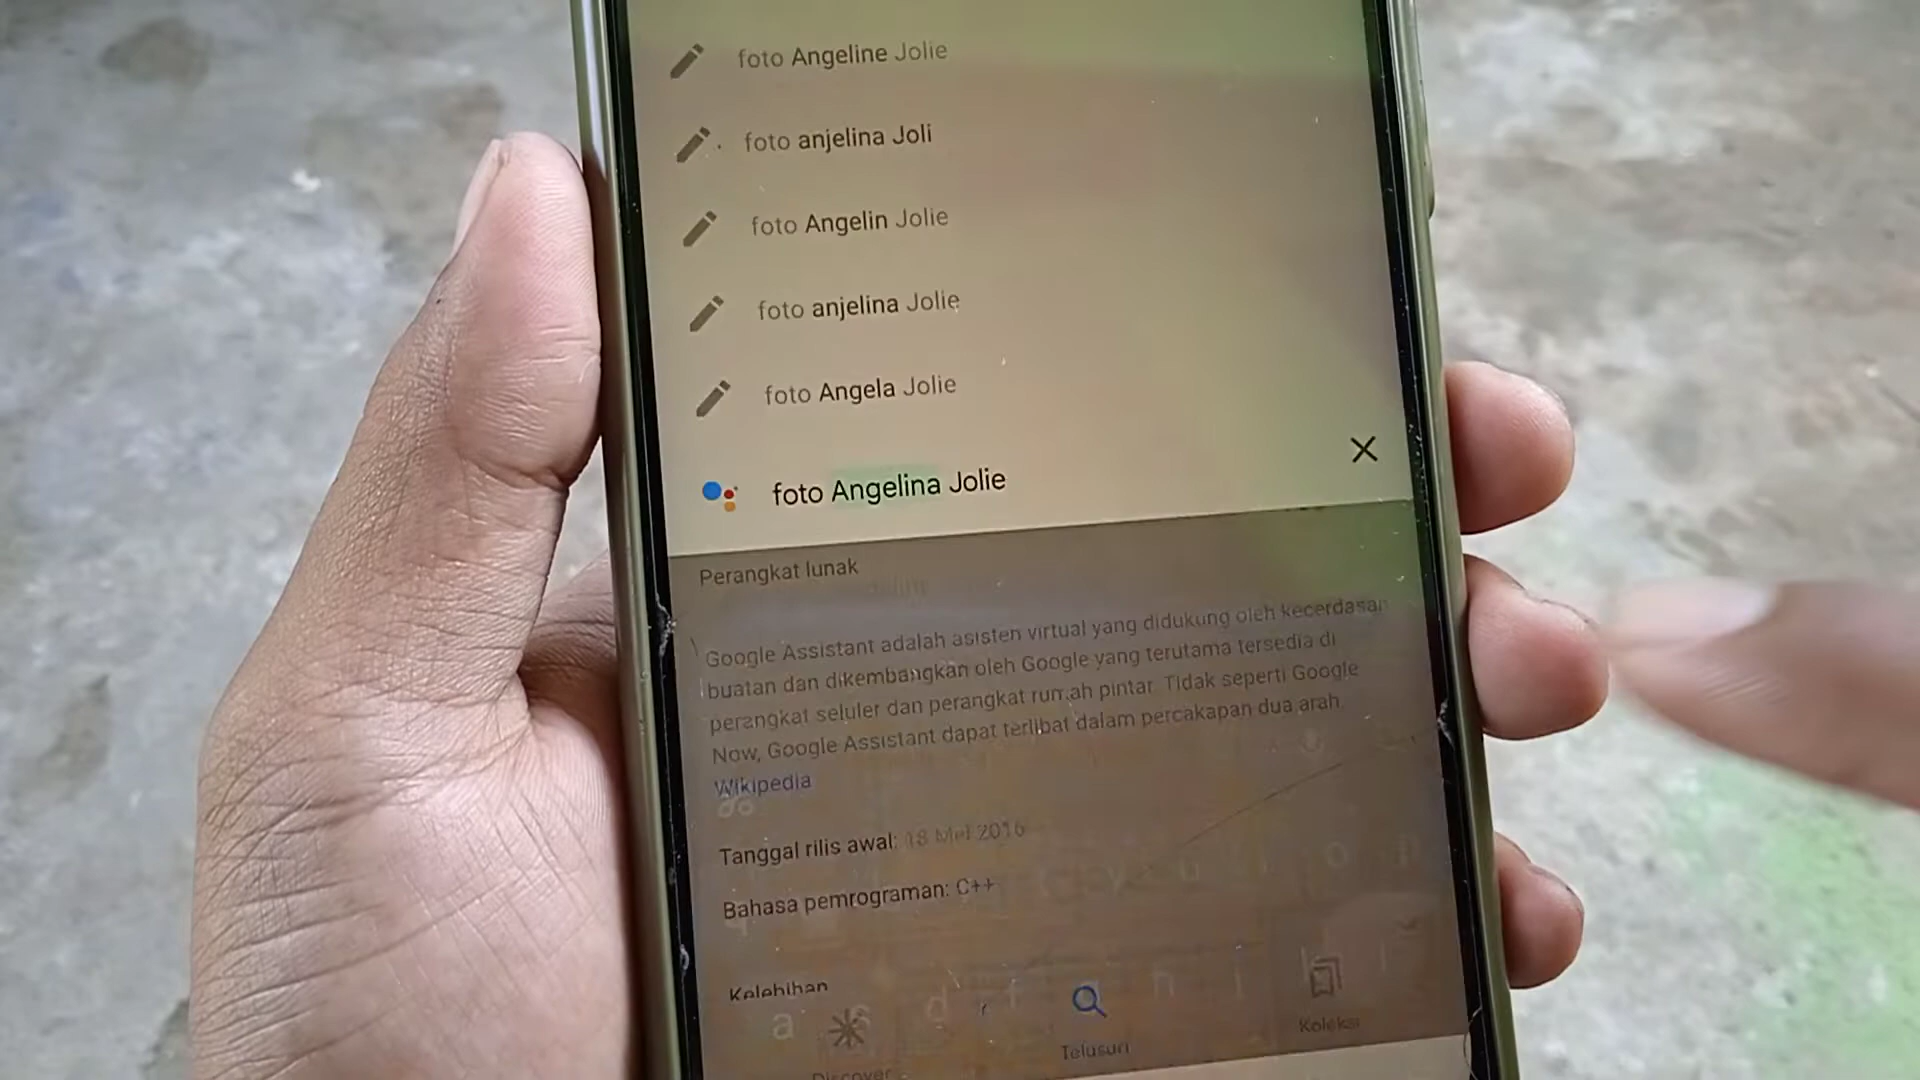 foto Angeline Jolie
foto anjelina Joli
foto Angelin Jolie
foto anjelina Jolie
foto Angela Jolie
foto Angelina Jolie
Perangkat lunak
Google Assistant adalah asisten virtual yang didukung oleh kecerdasan
buatan dan dikembangkan oleh Google yang terutama tersedia di
perangkat seluler dan perangkat rumah pintar. Tidak seperti Google
Now, Google Assistant dapat terlibat dalam percakapan dua arah.
Wikipedia
Tanggal rilis awal: 18 Mei 2016
Bahasa pemrograman: C++
Kelebihan
a s d f h j
Telusuri
Koleksi
Discover